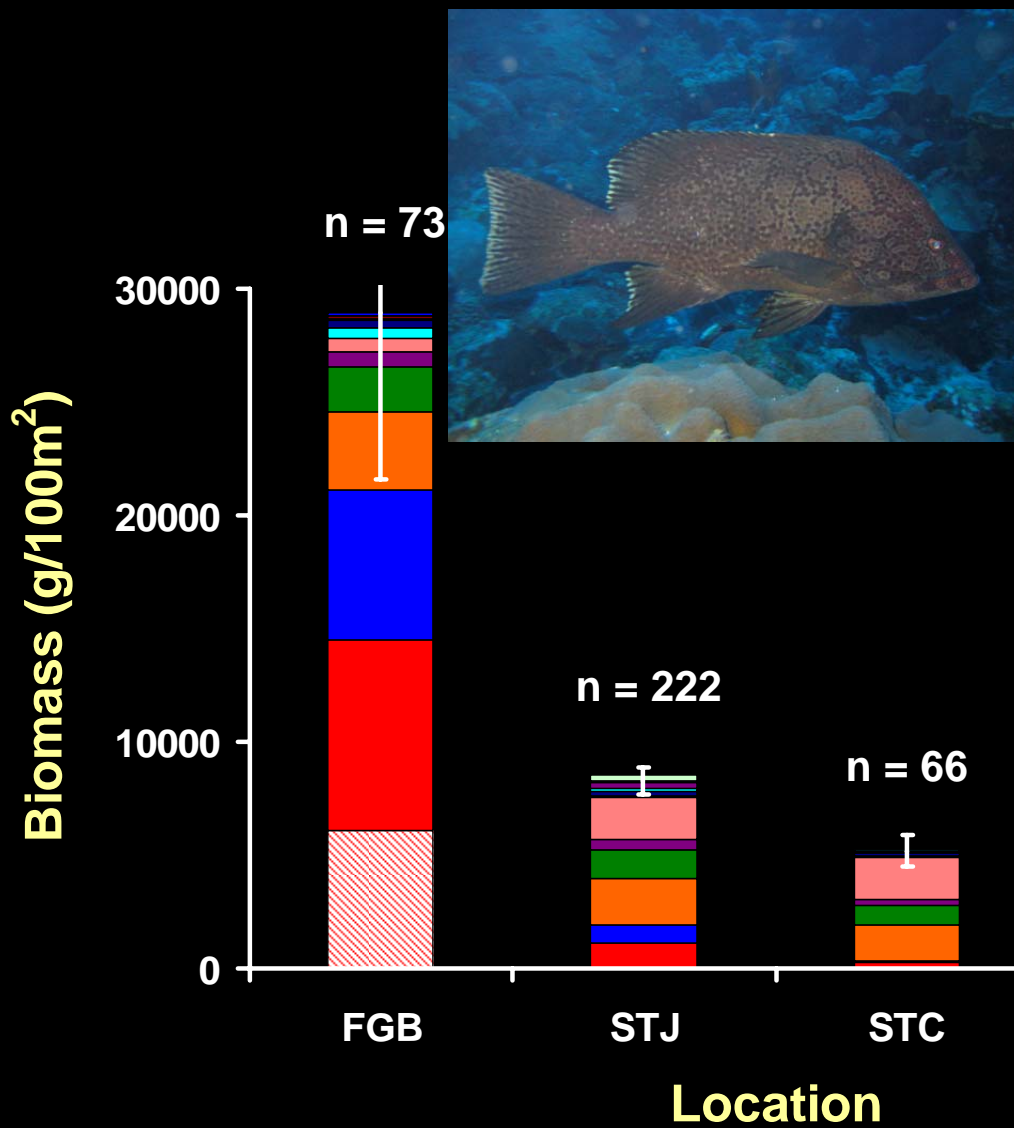 n = 73
30000
20000
10000
0
Biomass (g/100m²)
n = 222
n = 66
FGB
STJ
STC
Location